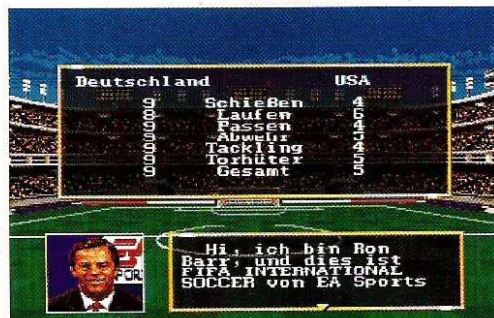 Deutschland USA
9 Schießen 4
8 Laufen 6
9 Passen 4
9 Abwehr 5
9 Tackling 4
9 Torhüter 5
9 Gesamt 5
Hi, ich bin Ron
Barr, und dies ist
FIFA INTERNATIONAL
SOCCER von EA Sports